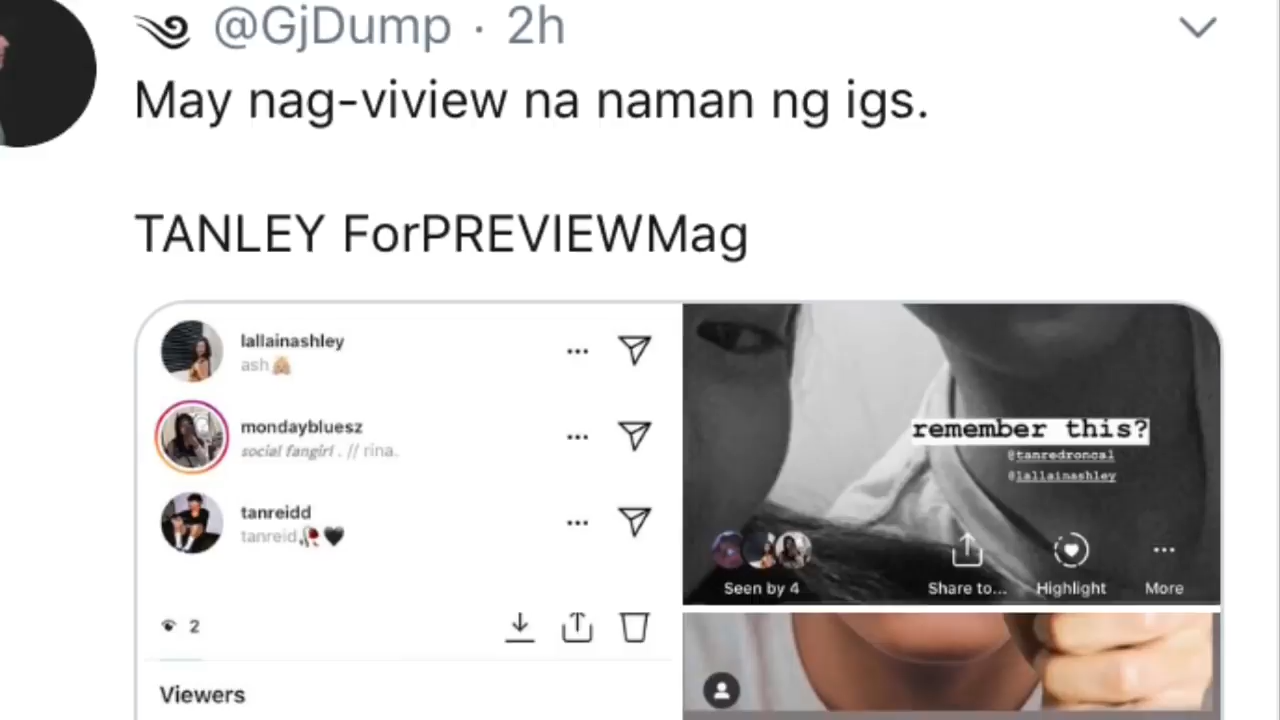 @GjDump · 2h
May nag-viview na naman ng igs.
TANLEY ForPREVIEWMag
lallainashley
ash
mondaybluesz
social fangirl . // rina.
tanreidd
tanreid
2
Viewers
remember this?
@tanredroncal
@lallainashley
Seen by 4
Share to...
Highlight
More